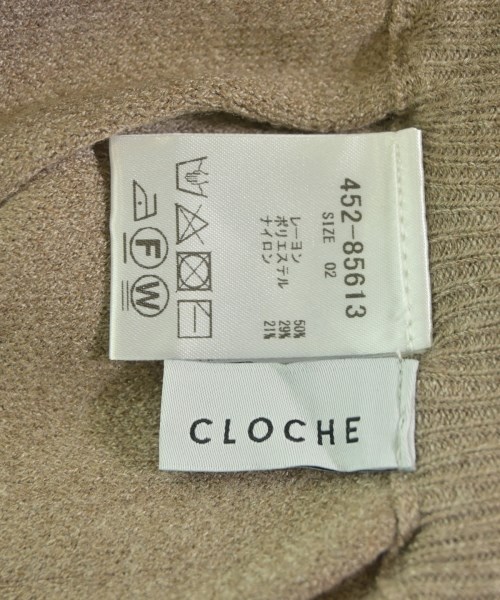 452-85613
SIZE 02
レーヨン 50%
ポリエステル 29%
ナイロン 21%
F W
CLOCHE